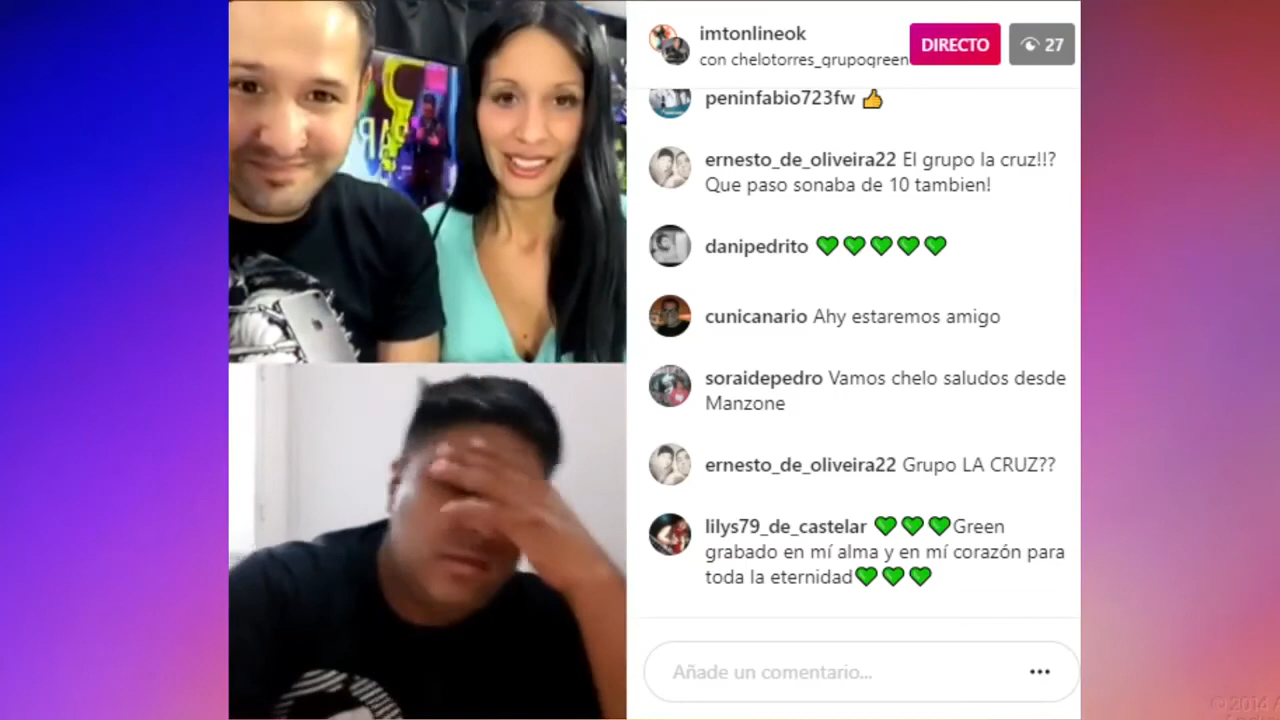 imtonlineok
con chelotorres_grupogreen
DIRECTO
27
peninfabio723fw 👍
ernesto_de_oliveira22 El grupo la cruz!!?
Que paso sonaba de 10 tambien!
danipedrito 💚💚💚💚💚
cunicanario Ahy estaremos amigo
soraidepedro Vamos chelo saludos desde
Manzone
ernesto_de_oliveira22 Grupo LA CRUZ??
lilys79_de_castelar 💚💚💚Green
grabado en mí alma y en mí corazón para
toda la eternidad💚💚💚
Añade un comentario...
© 2014